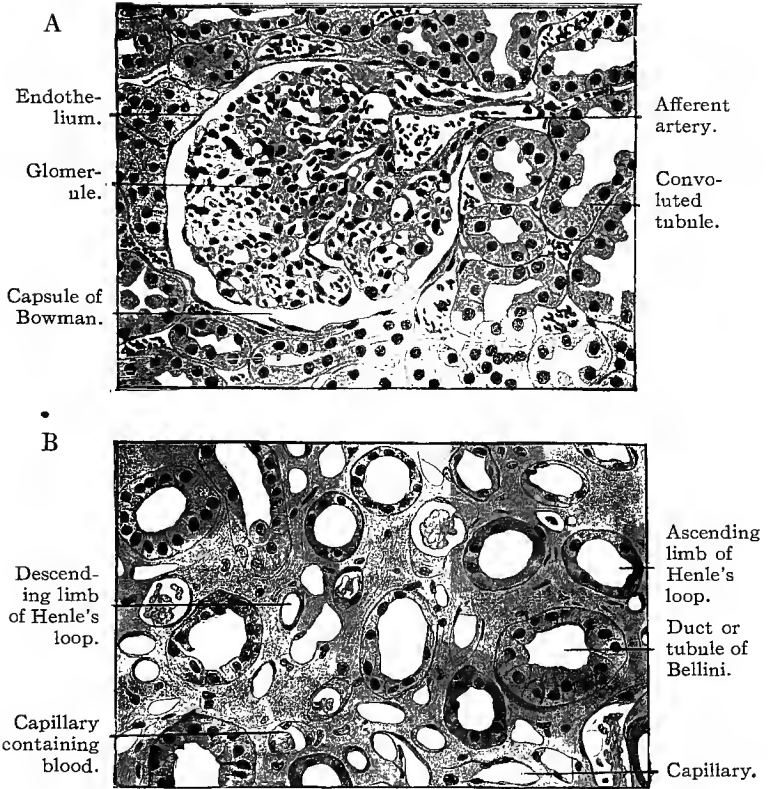 A
Endothe-
lium.
Glomer-
ule.
Capsule of
Bowman.
Afferent
artery.
Convo-
luted
tubule.
B
Descend-
ing limb
of Henle's
loop.
Capillary
containing
blood.
Ascending
limb of
Henle's
loop.
Duct or
tubule of
Bellini.
Capillary.